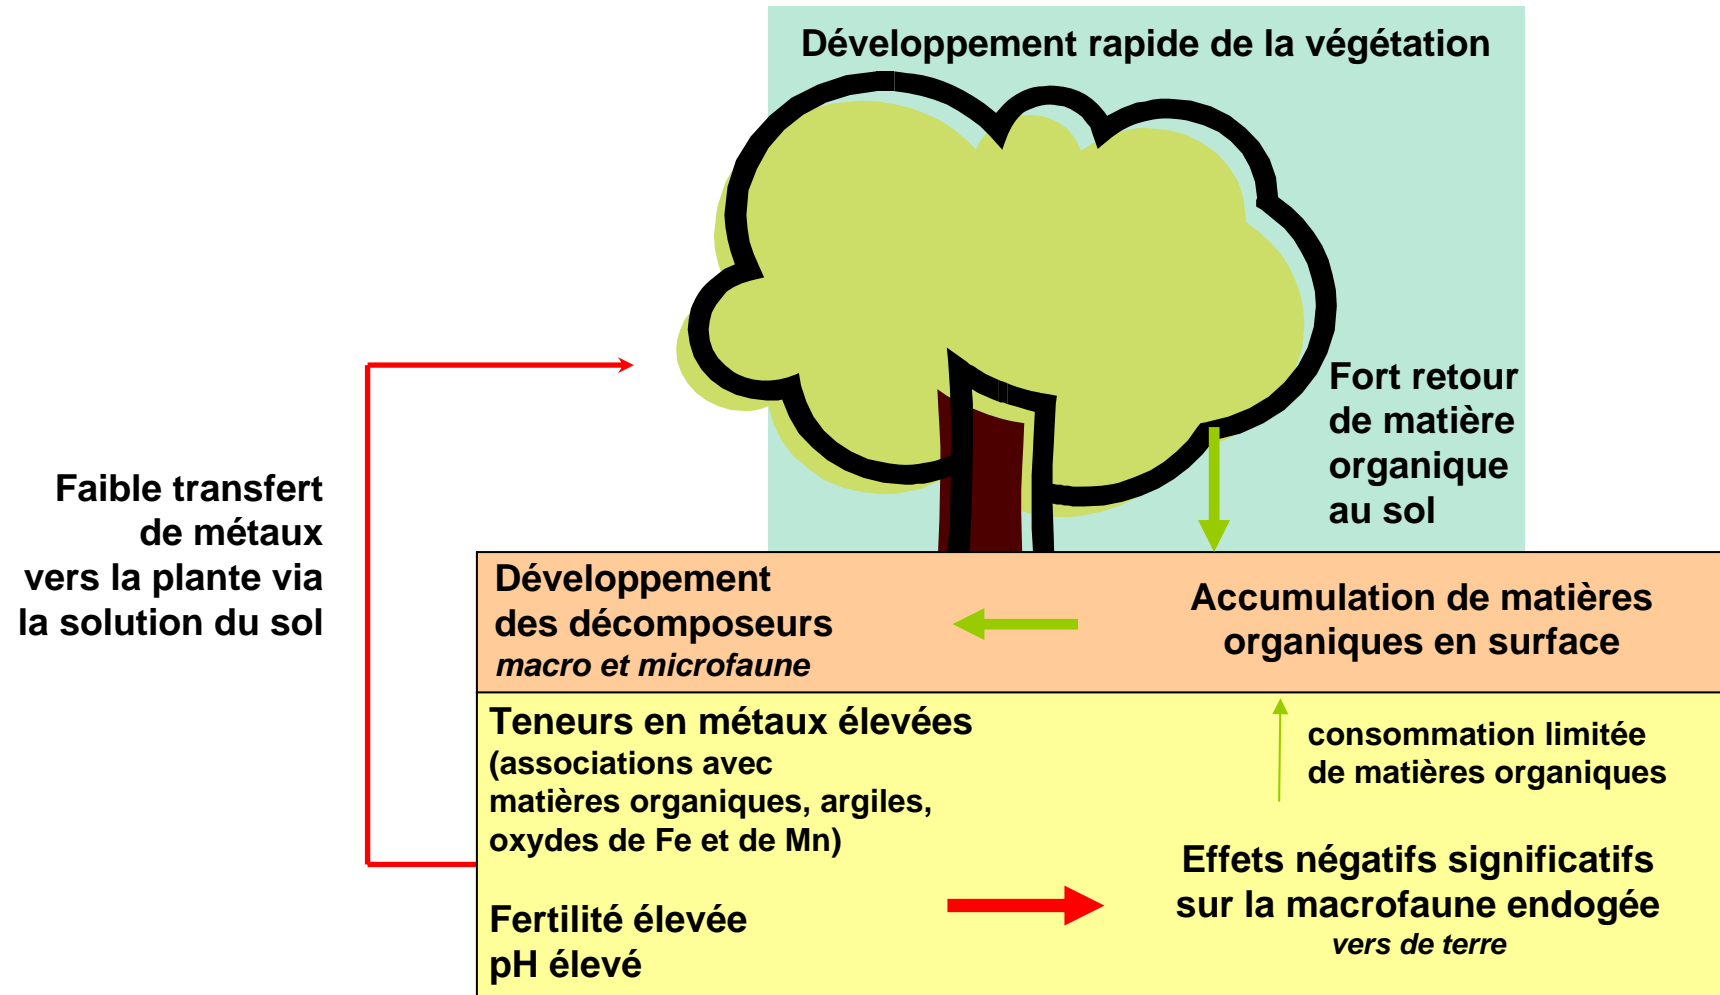 Développement rapide de la végétation
Fort retour
de matière
organique
au sol
Faible transfert
de métaux
vers la plante via
la solution du sol
Développement
des décomposeurs
macro et microfaune
Accumulation de matières
organiques en surface
Teneurs en métaux élevées
(associations avec
matières organiques, argiles,
oxydes de Fe et de Mn)
consommation limitée
de matières organiques
Fertilité élevée
pH élevé
Effets négatifs significatifs
sur la macrofaune endogée
vers de terre